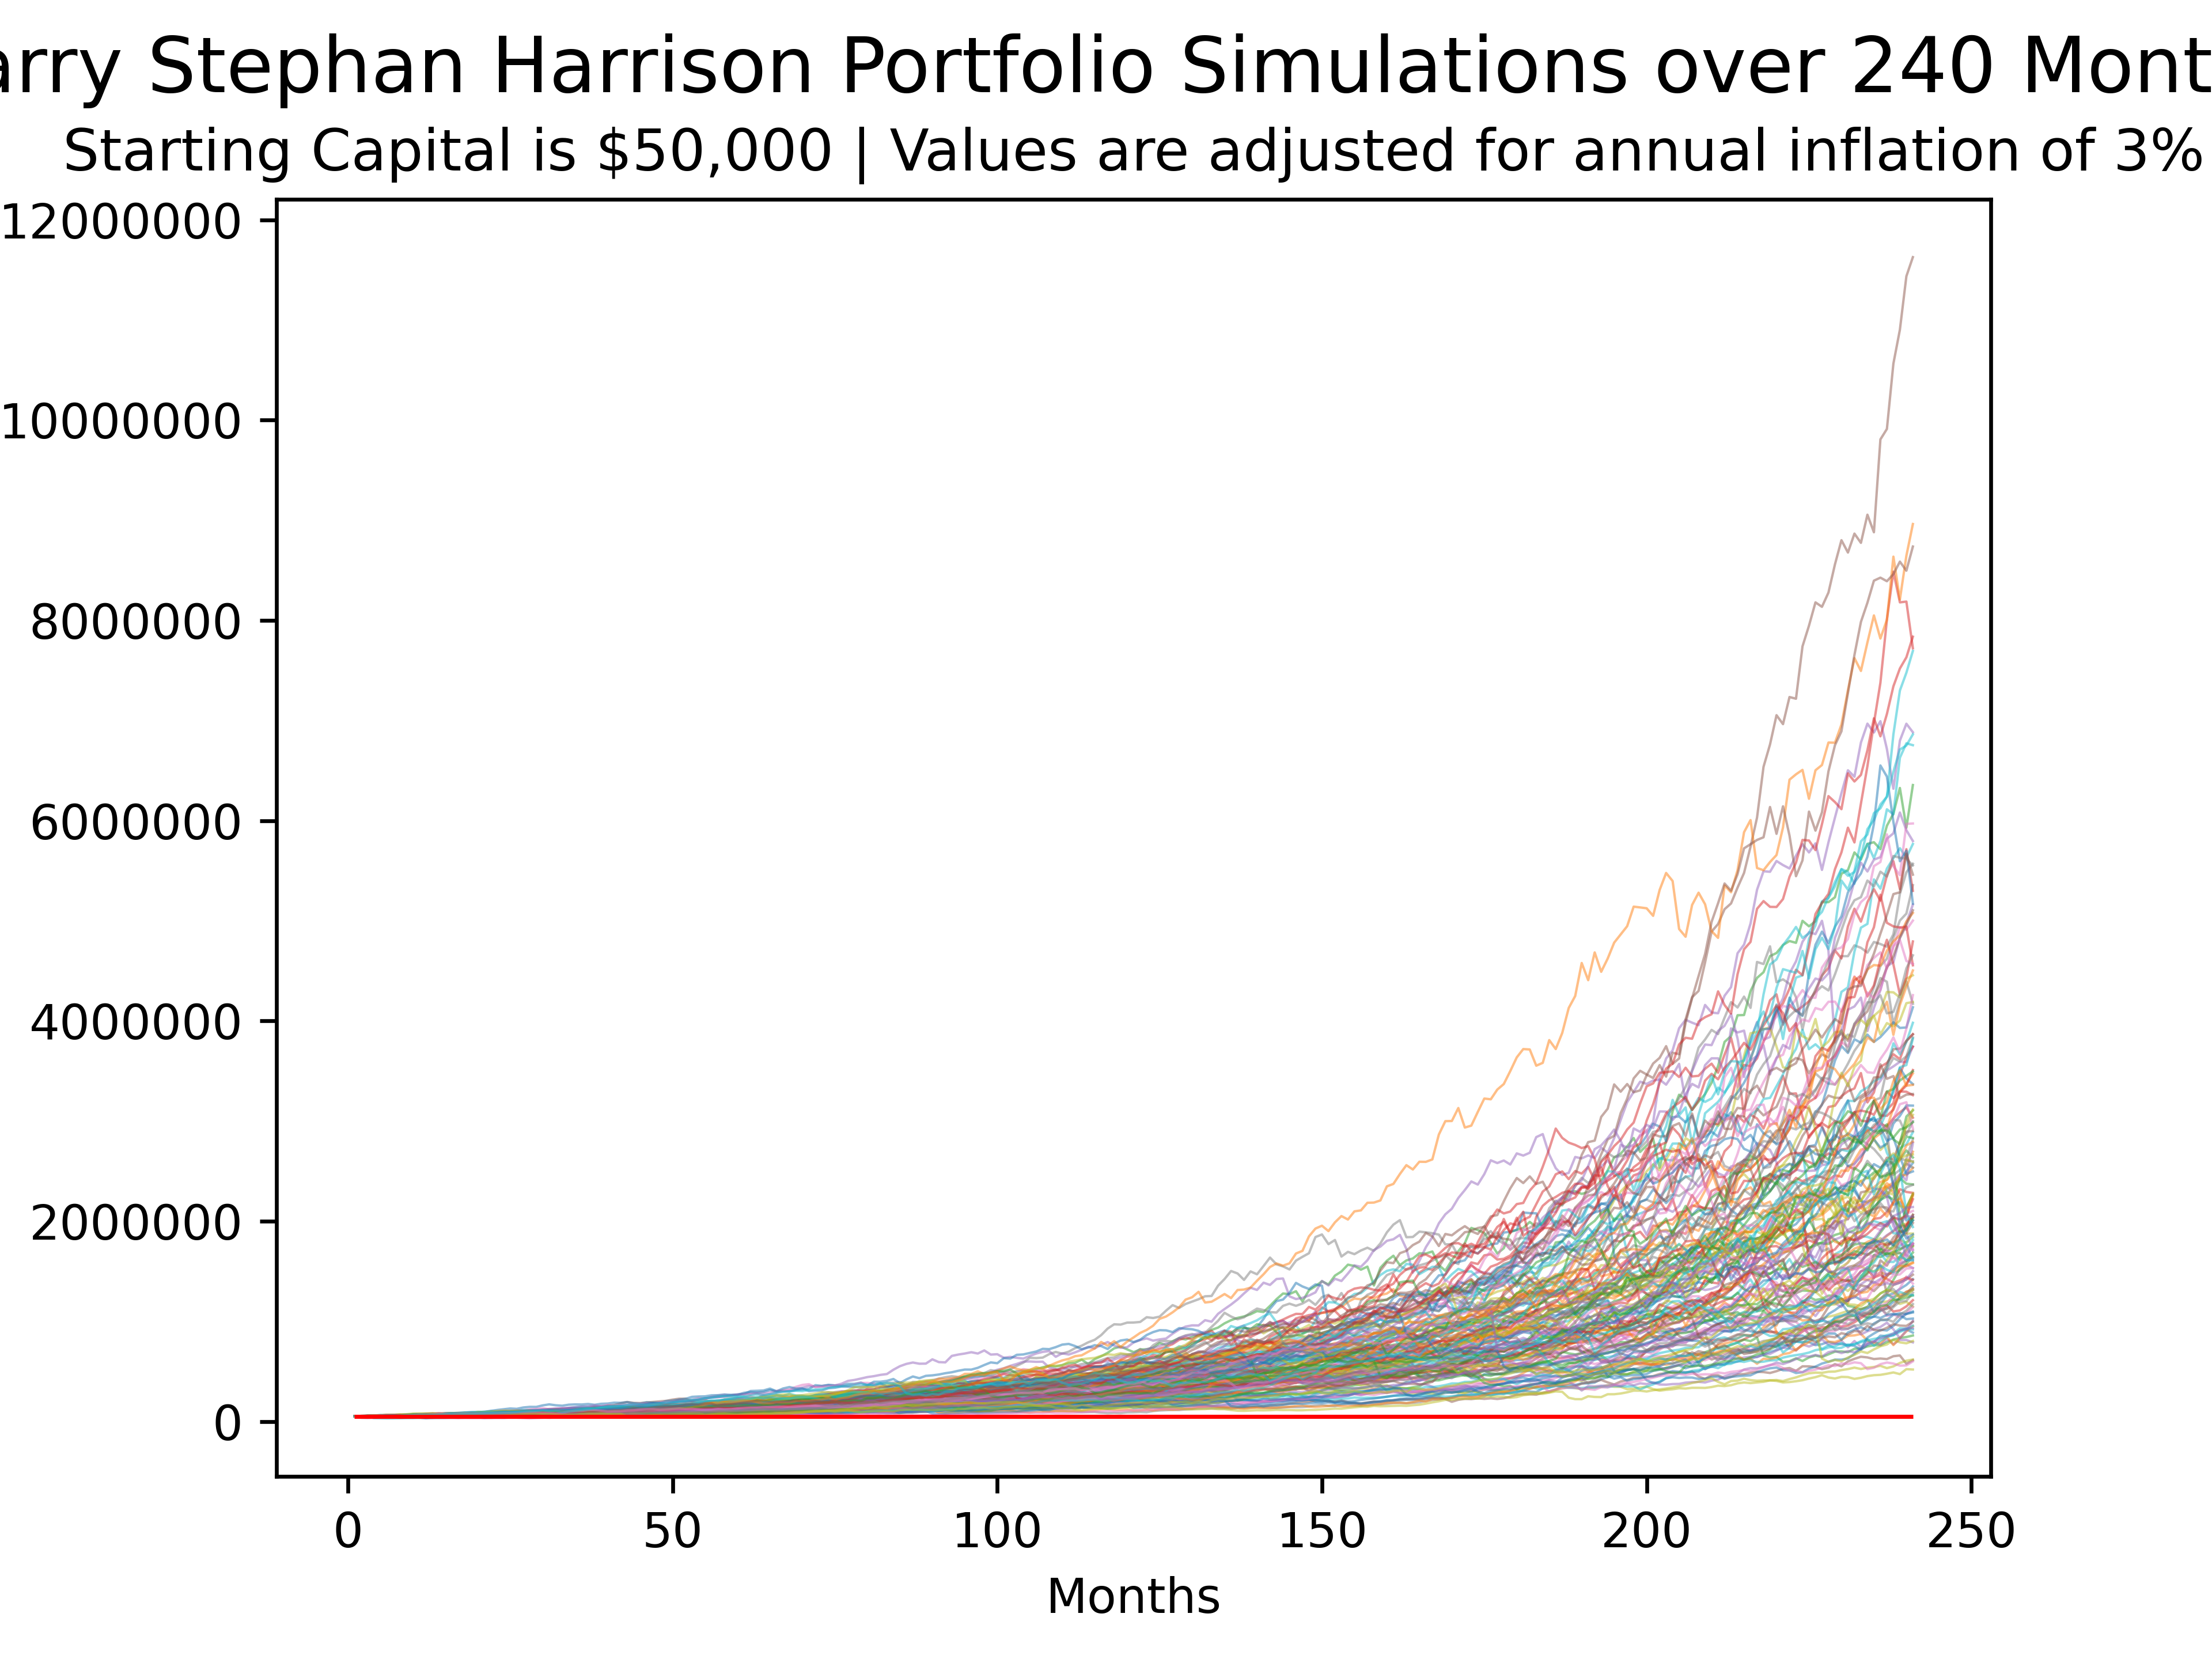 arry Stephan Harrison Portfolio Simulations over 240 Mont
Starting Capital is $50,000 | Values are adjusted for annual inflation of 3%
12000000
10000000
8000000
6000000
4000000
2000000
0
0 50 100 150 200 250
Months